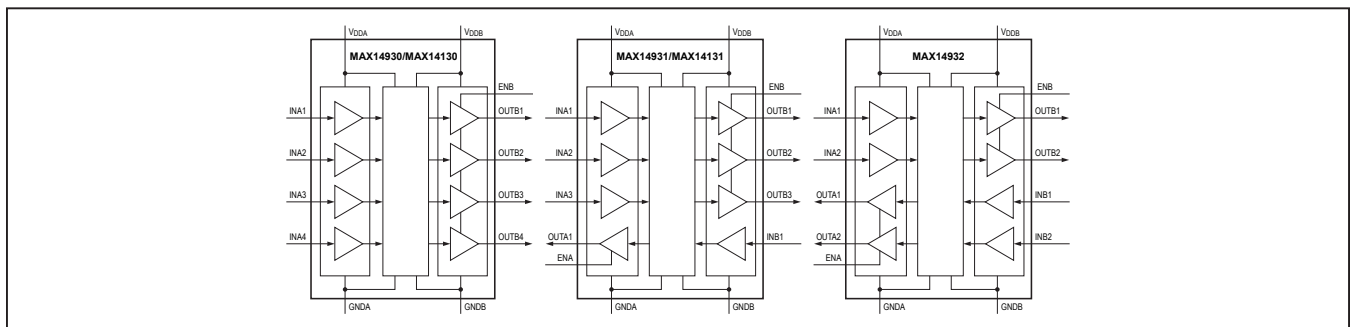 VDDA VDDB
MAX14930/MAX14130
ENB
INA1 OUTB1
INA2 OUTB2
INA3 OUTB3
INA4 OUTB4
GNDA GNDB
VDDA VDDB
MAX14931/MAX14131
ENB
INA1 OUTB1
INA2 OUTB2
INA3 OUTB3
OUTA1 INB1
ENA
GNDA GNDB
VDDA VDDB
MAX14932
ENB
INA1 OUTB1
INA2 OUTB2
OUTA1 INB1
OUTA2 INB2
ENA
GNDA GNDB